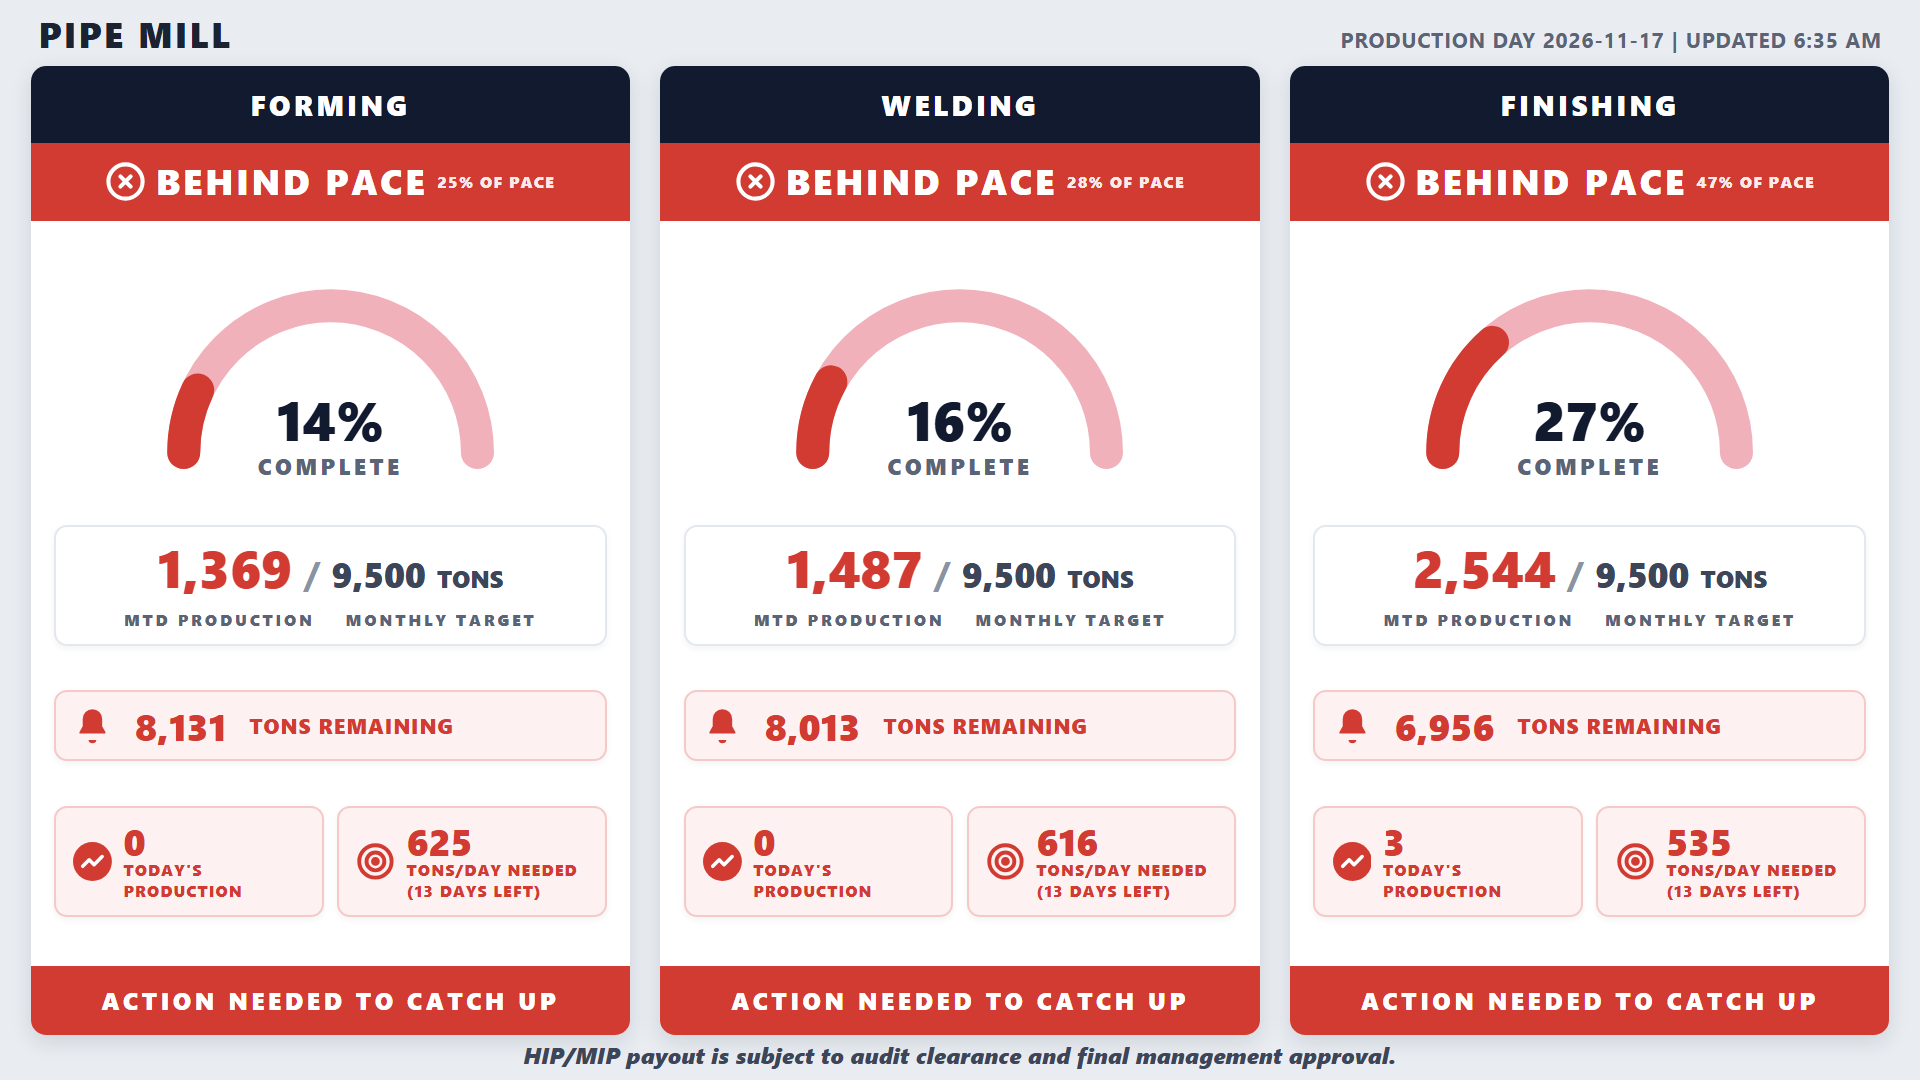 PIPE MILL
PRODUCTION DAY 2026-11-17 | UPDATED 6:35 AM
FORMING
BEHIND PACE 25% OF PACE
14%
COMPLETE
1,369 / 9,500 TONS
MTD PRODUCTION MONTHLY TARGET
8,131 TONS REMAINING
0
TODAY'S
PRODUCTION
625
TONS/DAY NEEDED
(13 DAYS LEFT)
ACTION NEEDED TO CATCH UP
WELDING
BEHIND PACE 28% OF PACE
16%
COMPLETE
1,487 / 9,500 TONS
MTD PRODUCTION MONTHLY TARGET
8,013 TONS REMAINING
0
TODAY'S
PRODUCTION
616
TONS/DAY NEEDED
(13 DAYS LEFT)
ACTION NEEDED TO CATCH UP
FINISHING
BEHIND PACE 47% OF PACE
27%
COMPLETE
2,544 / 9,500 TONS
MTD PRODUCTION MONTHLY TARGET
6,956 TONS REMAINING
3
TODAY'S
PRODUCTION
535
TONS/DAY NEEDED
(13 DAYS LEFT)
ACTION NEEDED TO CATCH UP
HIP/MIP payout is subject to audit clearance and final management approval.